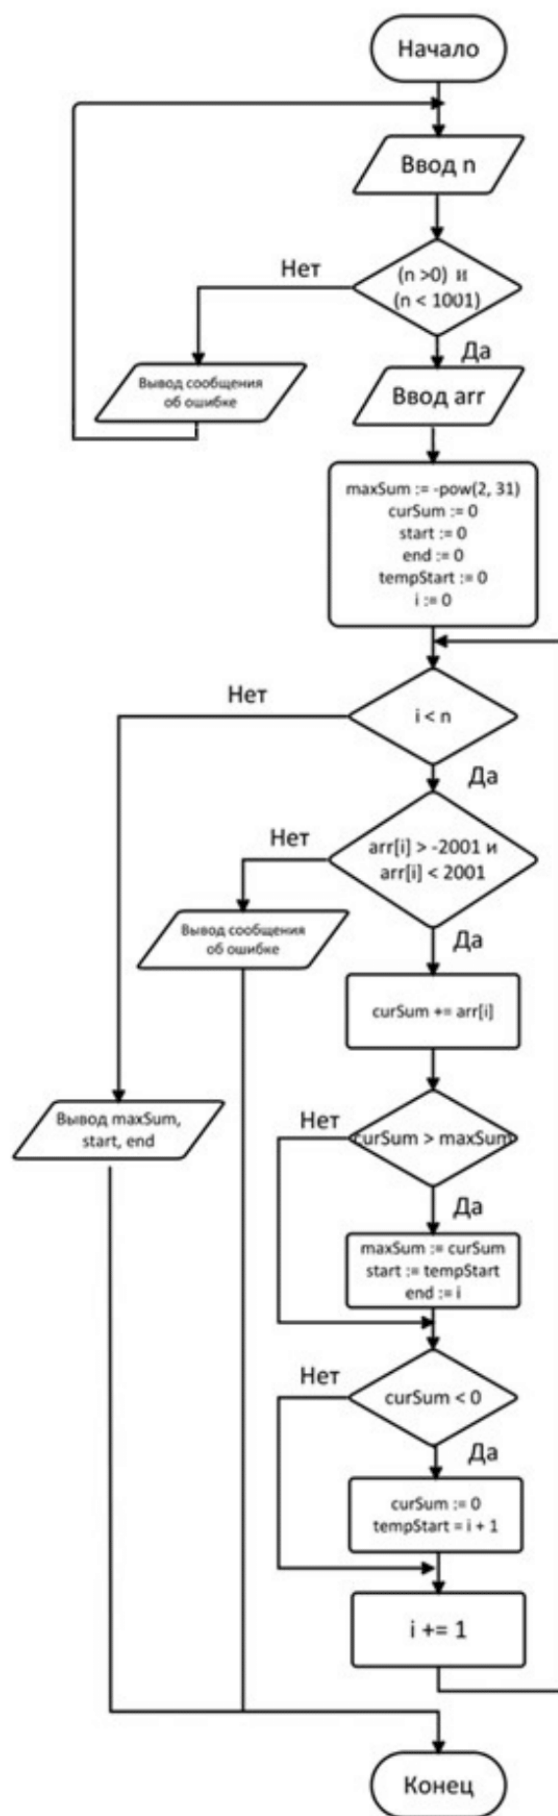 Начало
Ввод n
(n >0) и
(n < 1001)
Нет
Да
Вывод сообщения
об ошибке
Ввод arr
maxSum := -pow(2, 31)
curSum := 0
start := 0
end := 0
tempStart := 0
i := 0
i < n
Нет
Да
arr[i] > -2001 и
arr[i] < 2001
Нет
Да
Вывод сообщения
об ошибке
curSum += arr[i]
Вывод maxSum,
start, end
curSum > maxSum
Нет
Да
maxSum := curSum
start := tempStart
end := i
curSum < 0
Нет
Да
curSum := 0
tempStart = i + 1
i += 1
Конец